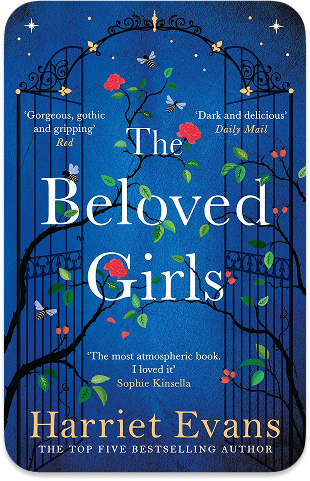 ‘Gorgeous, gothic
and gripping’
Red
‘Dark and delicious’
Daily Mail
The
Beloved
Girls
‘The most atmospheric book.
I loved it’
Sophie Kinsella
Harriet Evans
THE TOP FIVE BESTSELLING AUTHOR